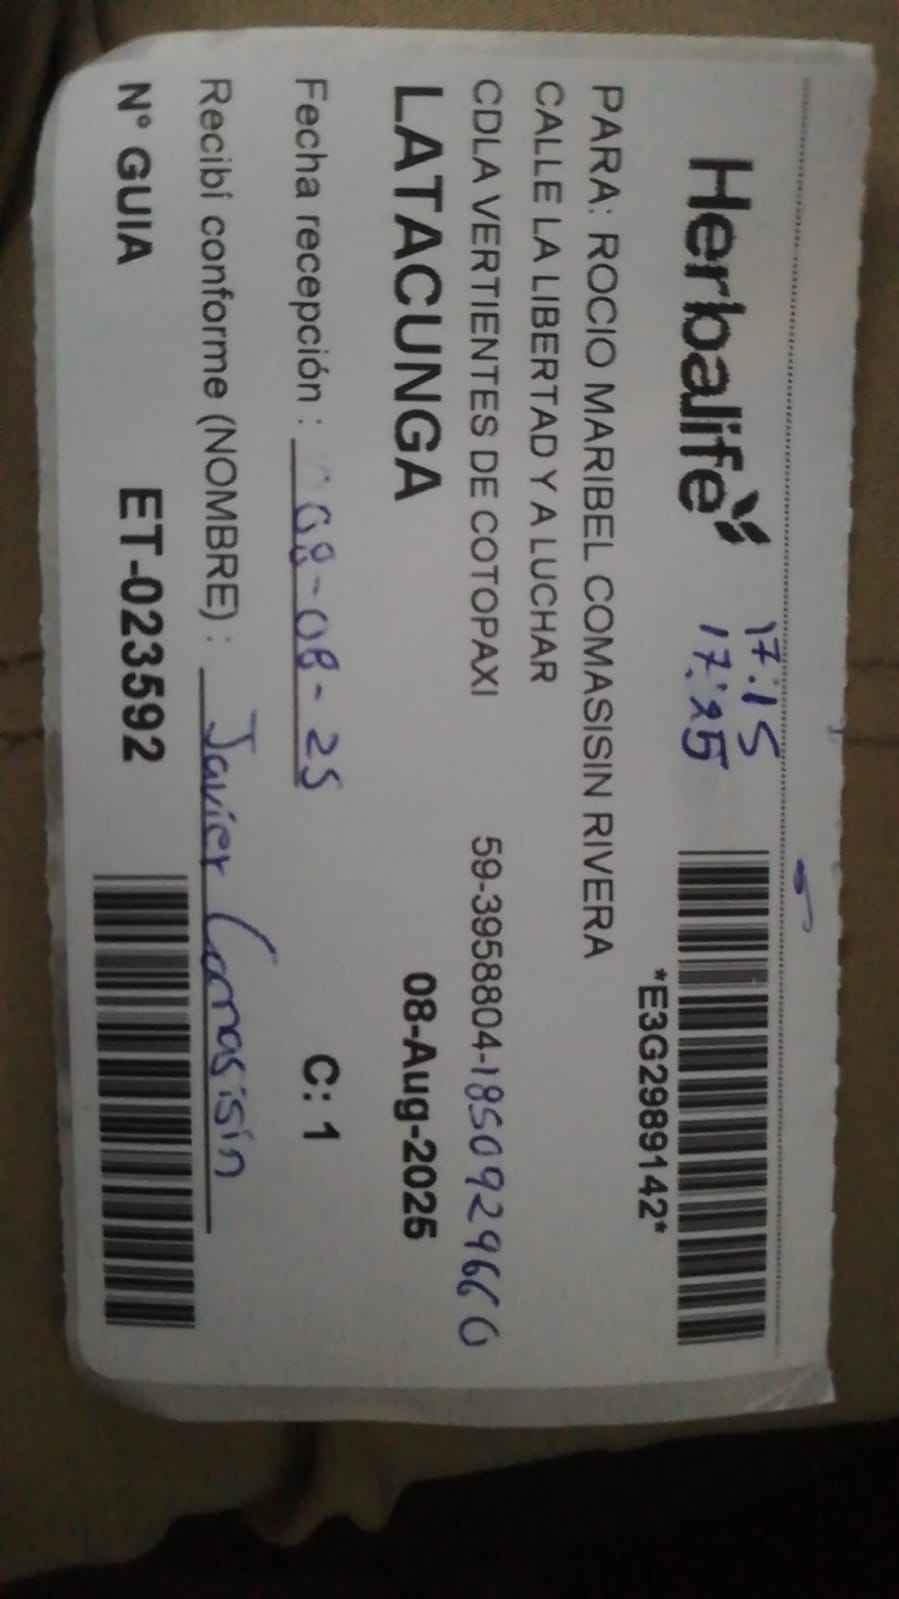 Herbalife
17:15
17:25
*E3G2989142*
PARA: ROCIO MARIBEL COMASISIN RIVERA
CALLE LA LIBERTAD Y A LUCHAR
CDLA VERTIENTES DE COTOPAXI 59-3958804-1850929660
LATACUNGA 08-Aug-2025
Fecha recepción : 08-08-25 C: 1
Recibí conforme (NOMBRE) : Javier Comasisin
N° GUIA ET-023592